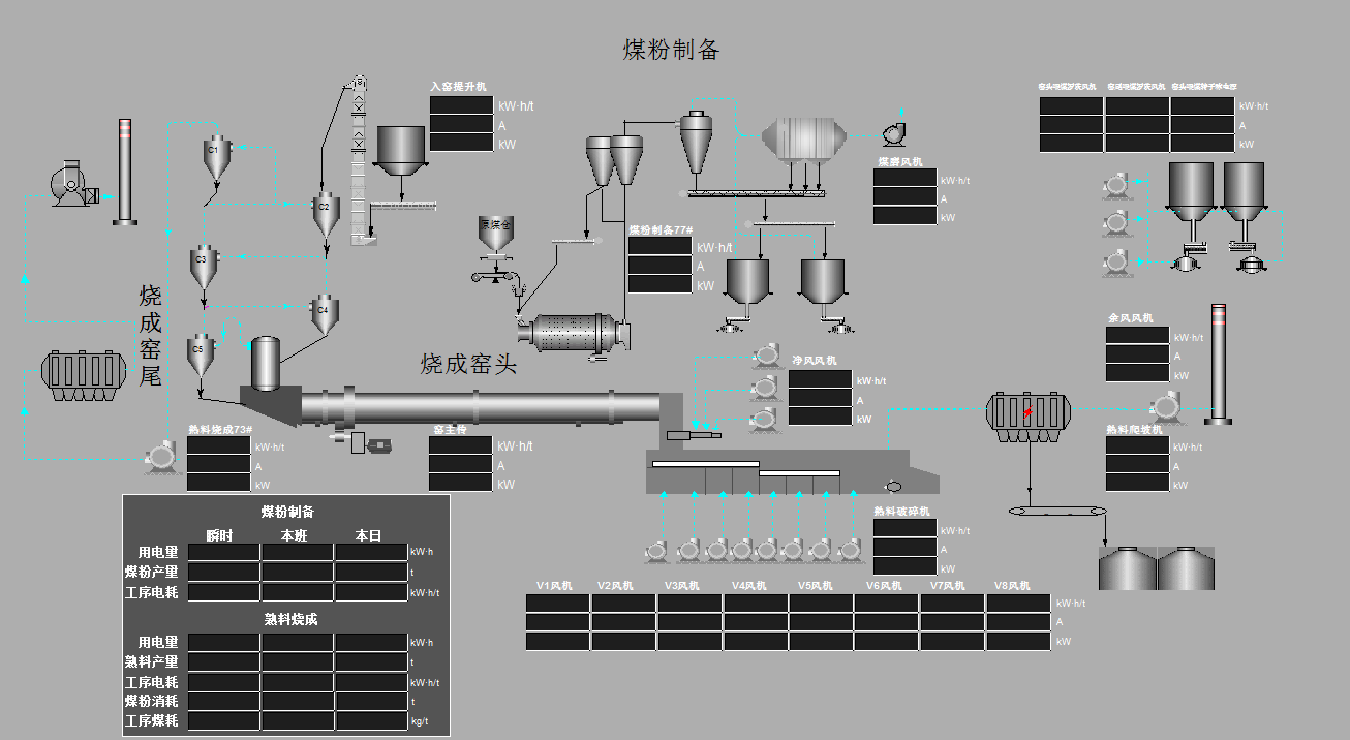 煤粉制备
入窑提升机
kW·h/t
A
kW
kW·h/t
A
kW
C1
C2
C3
C4
C5
原煤仓
煤磨风机
kW·h/t
A
kW
煤粉制备77#
kW·h/t
A
kW
烧成窑尾
烧成窑头
余风风机
kW·h/t
A
kW
冷风风机
kW·h/t
A
kW
熟料烧成73#
kW·h/t
A
kW
窑主传
kW·h/t
A
kW
熟料爬坡机
kW·h/t
A
kW
熟料破碎机
kW·h/t
A
kW
V1风机 V2风机 V3风机 V4风机 V5风机 V6风机 V7风机 V8风机
kW·h/t
A
kW
煤粉制备
瞬时 本班 本日
用电量 kW·h
煤粉产量 t
工序电耗 kW·h/t
熟料烧成
用电量 kW·h
熟料产量 t
工序电耗 kW·h/t
煤粉消耗 t
工序煤耗 kg/t